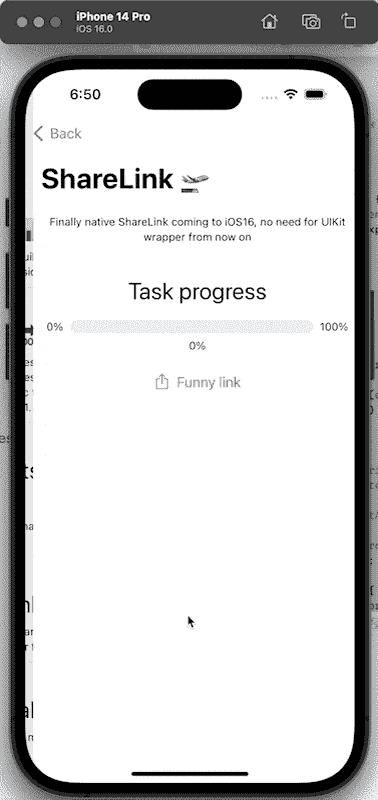 iPhone 14 Pro
iOS 16.0
6:50
Back
ShareLink 🛫
Finally native ShareLink coming to iOS16, no need for UIKit
wrapper from now on
Task progress
0% 100%
0%
Funny link